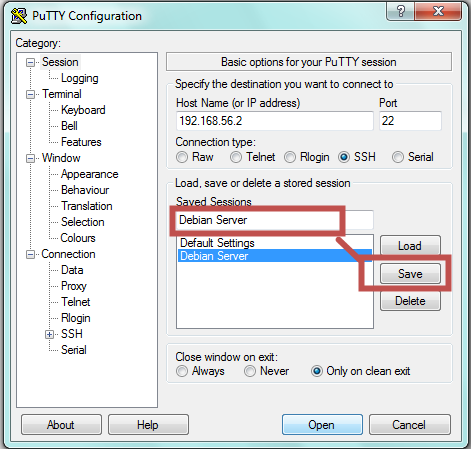 PuTTY Configuration
Category:
Session
Logging
Terminal
Keyboard
Bell
Features
Window
Appearance
Behaviour
Translation
Selection
Colours
Connection
Data
Proxy
Telnet
Rlogin
SSH
Serial
Basic options for your PuTTY session
Specify the destination you want to connect to
Host Name (or IP address) Port
192.168.56.2 22
Connection type:
Raw Telnet Rlogin SSH Serial
Load, save or delete a stored session
Saved Sessions
Debian Server
Default Settings
Debian Server
Load
Save
Delete
Close window on exit:
Always Never Only on clean exit
About Help Open Cancel